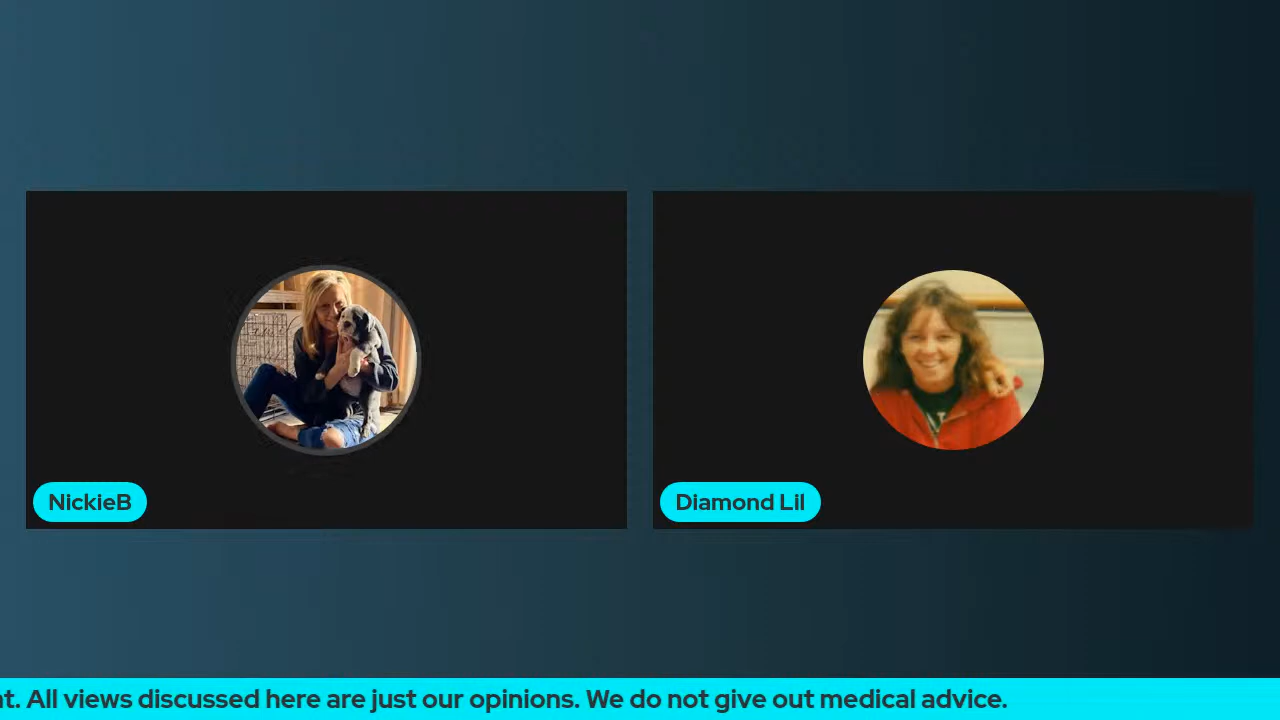 NickieB
Diamond Lil
t. All views discussed here are just our opinions. We do not give out medical advice.